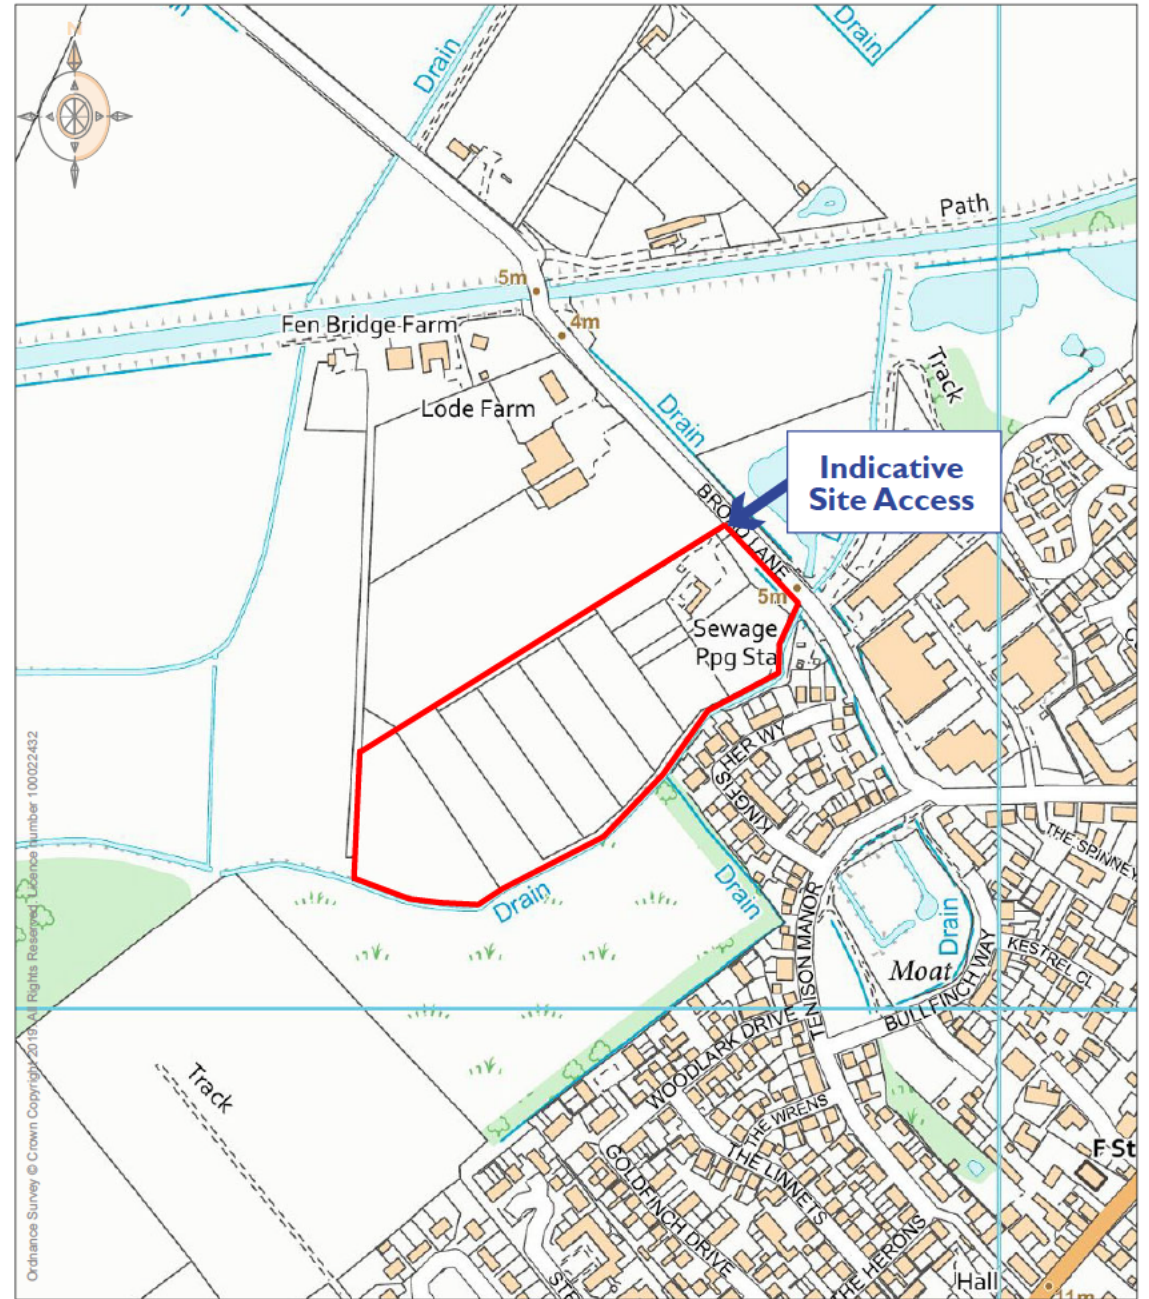 N
Drain
Drain
Path
5m
4m
Fen Bridge Farm
Lode Farm
Drain
Track
Indicative
Site Access
BROAD LANE
5m
Sewage
Ppg Sta
KINGFISHER WY
THE SPINNEY
Drain
Drain
TENISON MANOR
Drain
Moat
KESTREL CL
BULLFINCH WAY
WOODLARK DRIVE
Track
THE WRENS
THE LINNETS
GOLDFINCH DRIVE
THE HERONS
F St
Hall
11m
Ordnance Survey © Crown Copyright 2019. All Rights Reserved. Licence number 100022432